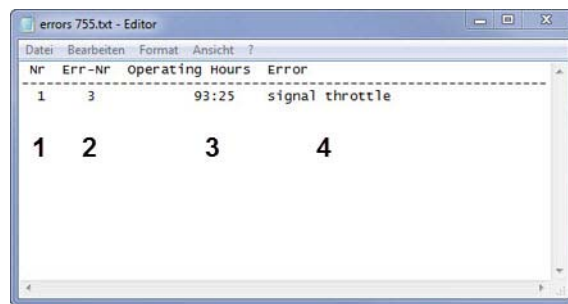 errors 755.txt - Editor
Datei Bearbeiten Format Ansicht ?
Nr Err-Nr Operating Hours Error
1 3 93:25 signal throttle
1 2 3 4